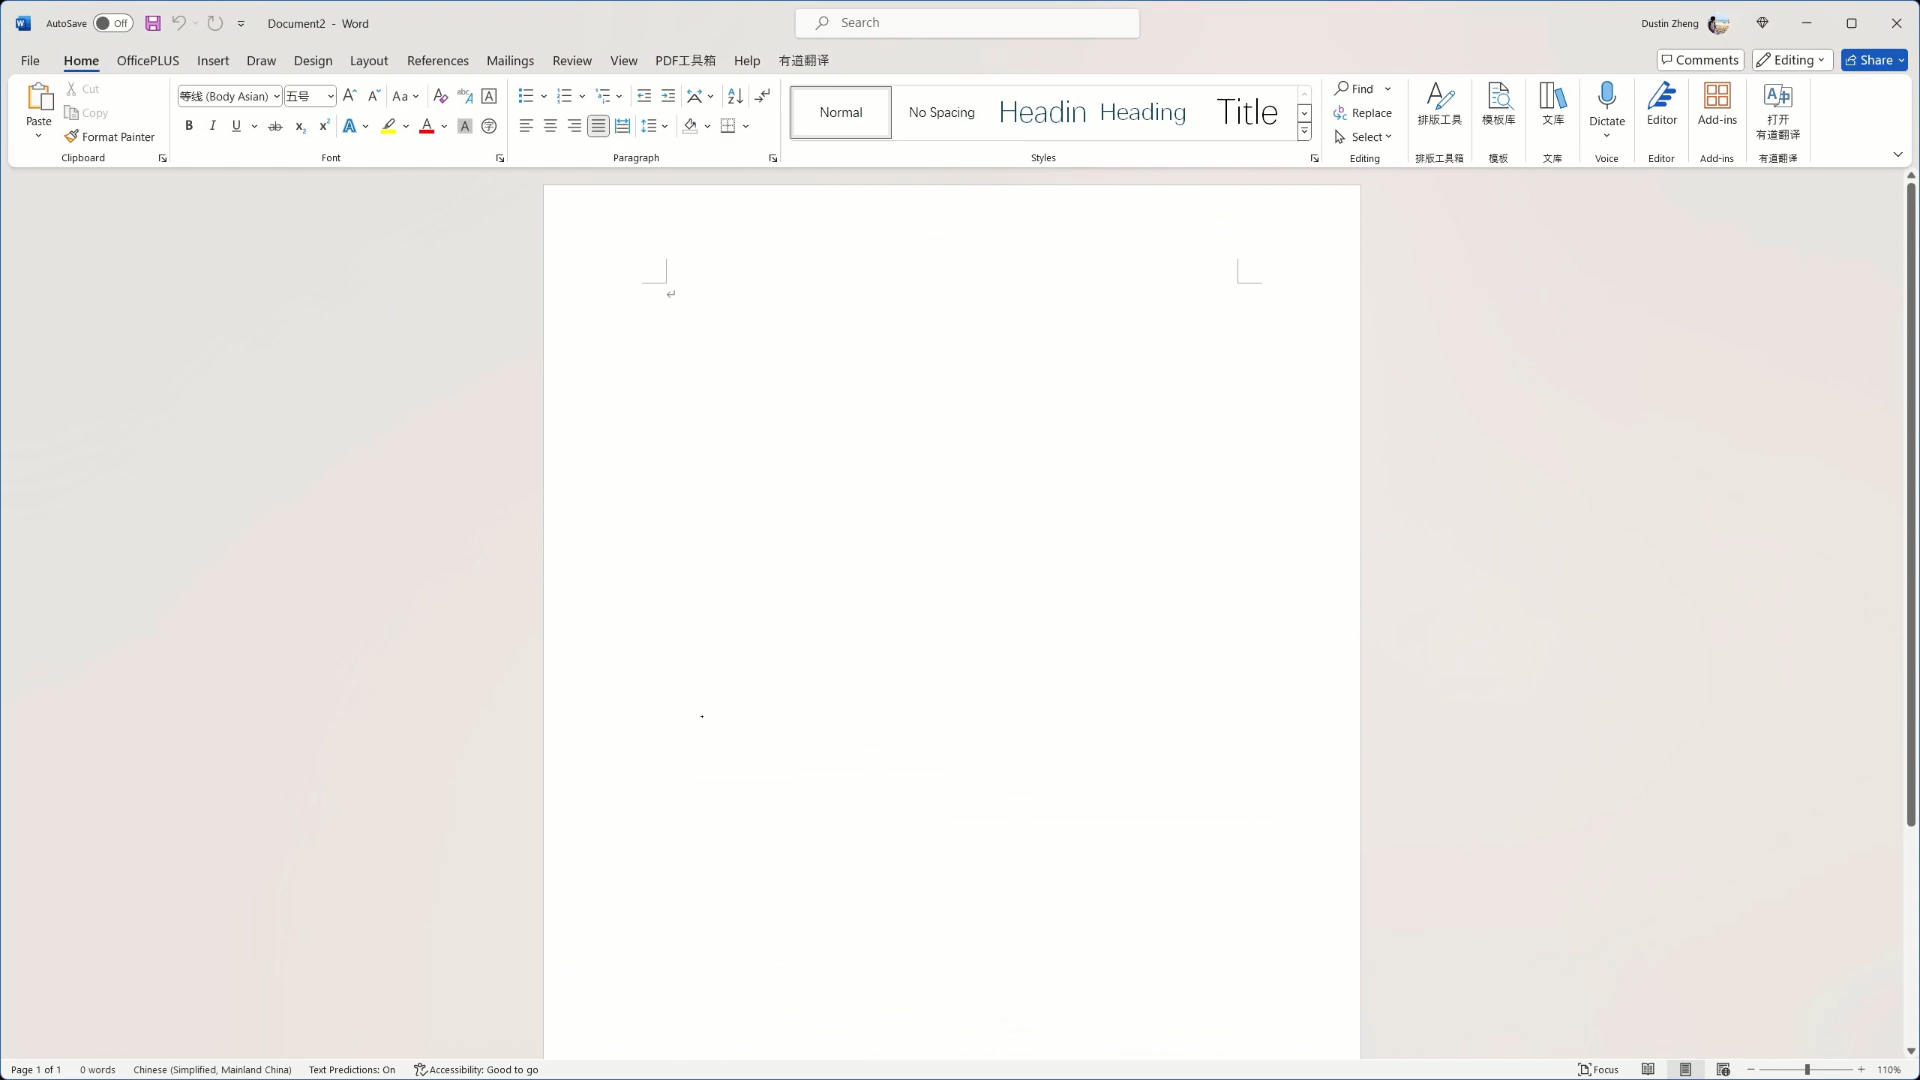 AutoSave Off Document2 - Word Search Dustin Zheng
File Home OfficePLUS Insert Draw Design Layout References Mailings Review View PDF工具箱 Help 有道翻译 Comments Editing Share
Paste Cut Copy Format Painter
Clipboard
等线 (Body Asian) 五号 Aa
B I U ab x₂ x² A A A 字
Font
Paragraph
Normal No Spacing Headin Heading Title
Styles
Find Replace Select
Editing
排版工具
排版工具箱
模板库
模板
文库
文库
Dictate
Voice
Editor
Editor
Add-ins
Add-ins
打开
有道翻译
有道翻译
Page 1 of 1 0 words Chinese (Simplified, Mainland China) Text Predictions: On Accessibility: Good to go Focus 110%